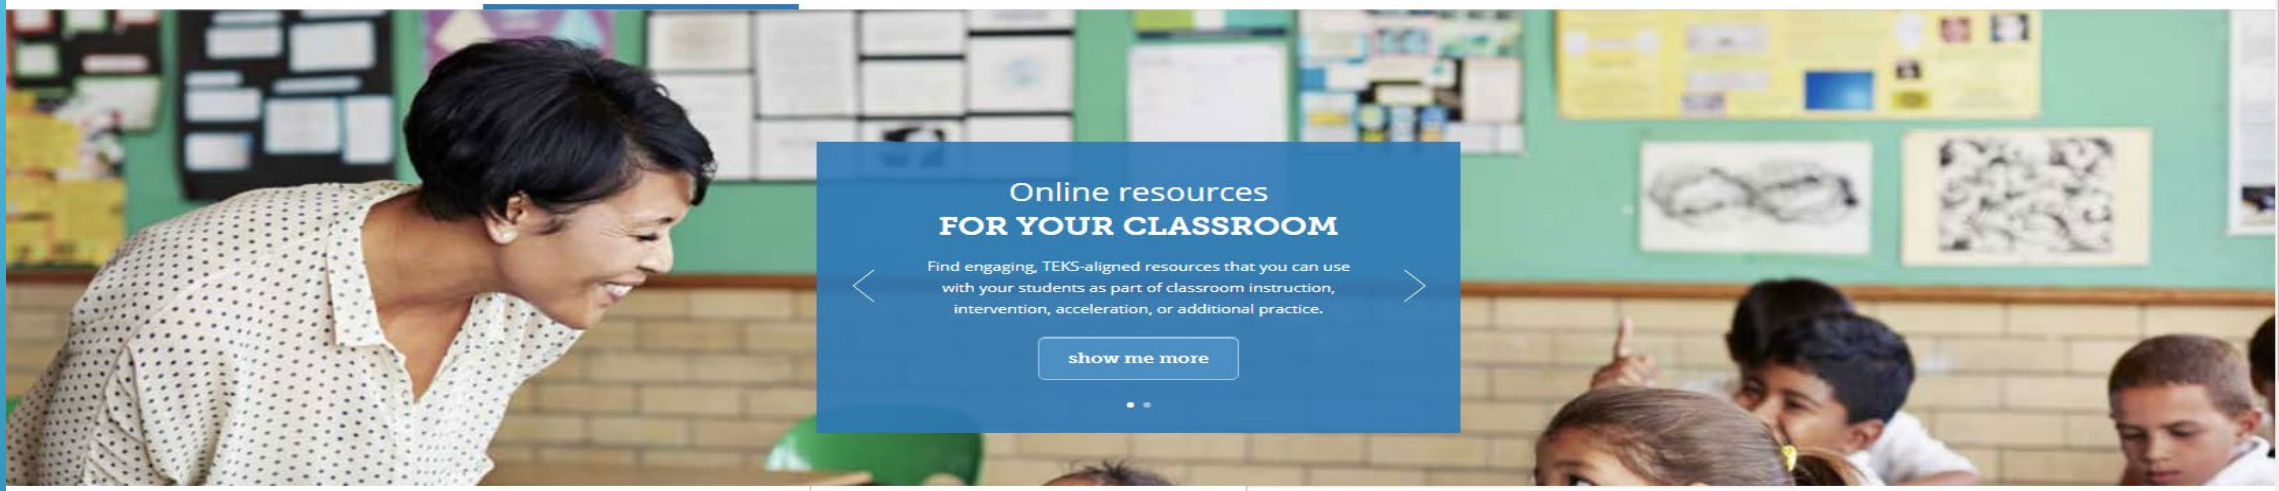 Online resources
FOR YOUR CLASSROOM
Find engaging, TEKS-aligned resources that you can use
with your students as part of classroom instruction,
intervention, acceleration, or additional practice.
show me more